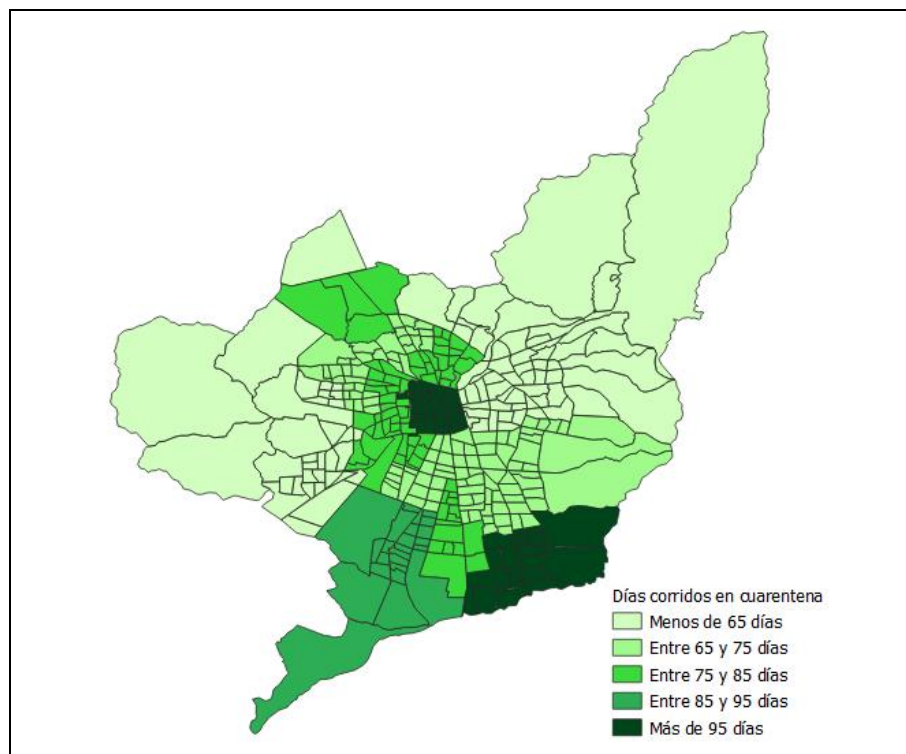 Días corridos en cuarentena
Menos de 65 días
Entre 65 y 75 días
Entre 75 y 85 días
Entre 85 y 95 días
Más de 95 días